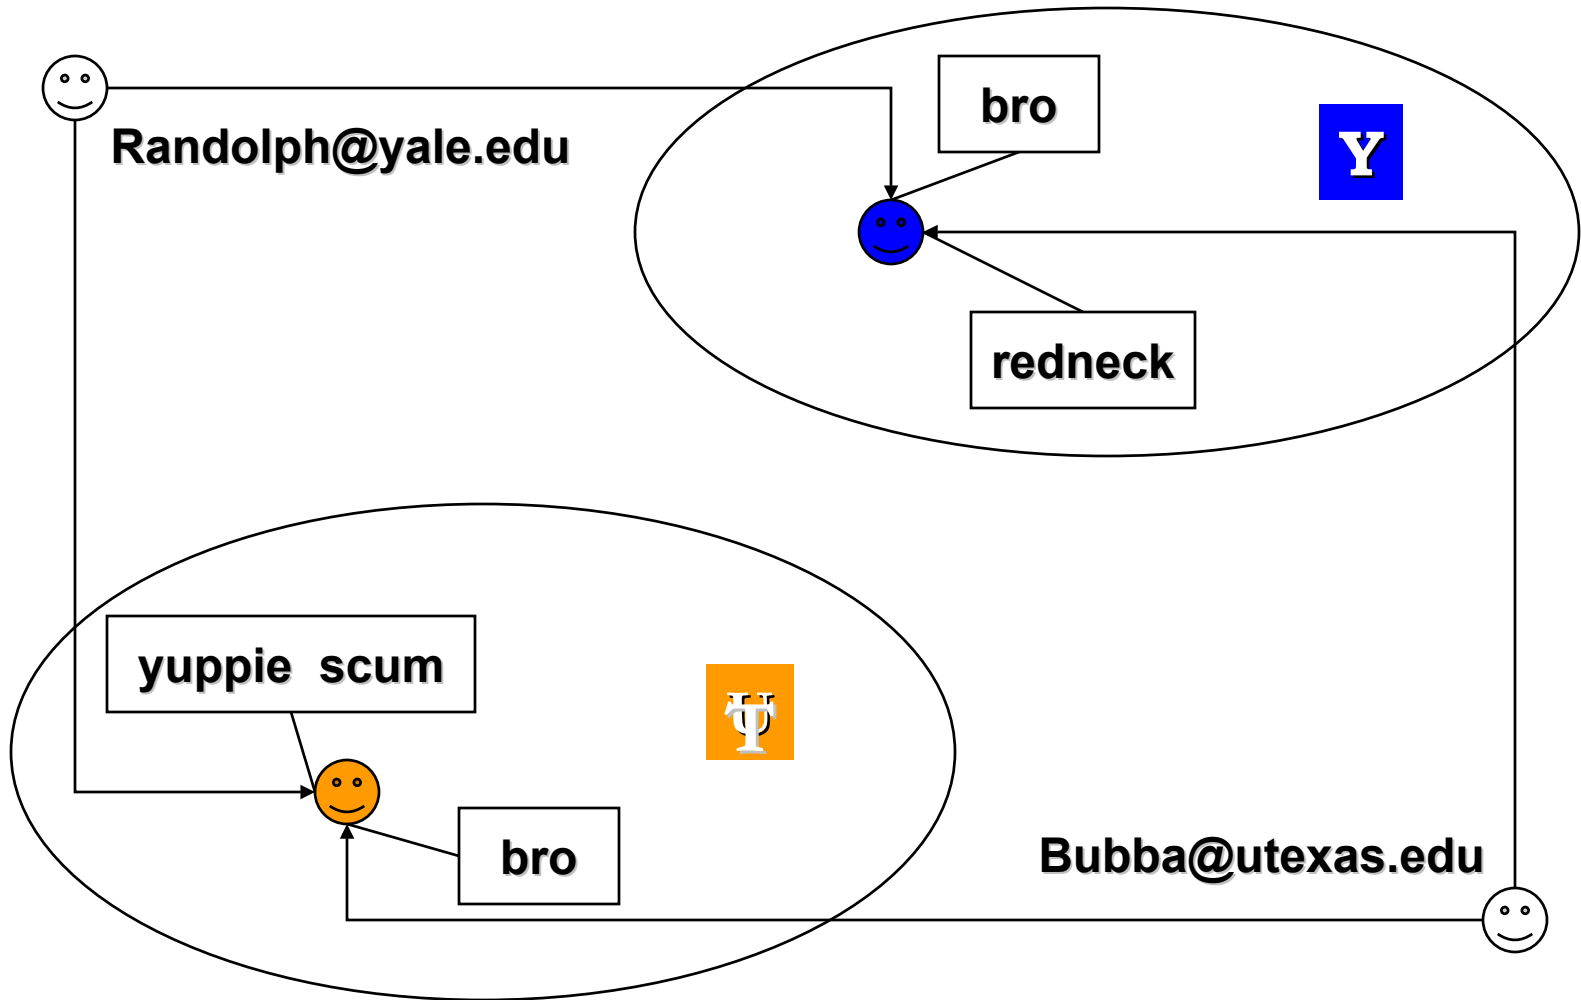 bro
Y
Randolph@yale.edu
redneck
yuppie scum
UT
bro
Bubba@utexas.edu